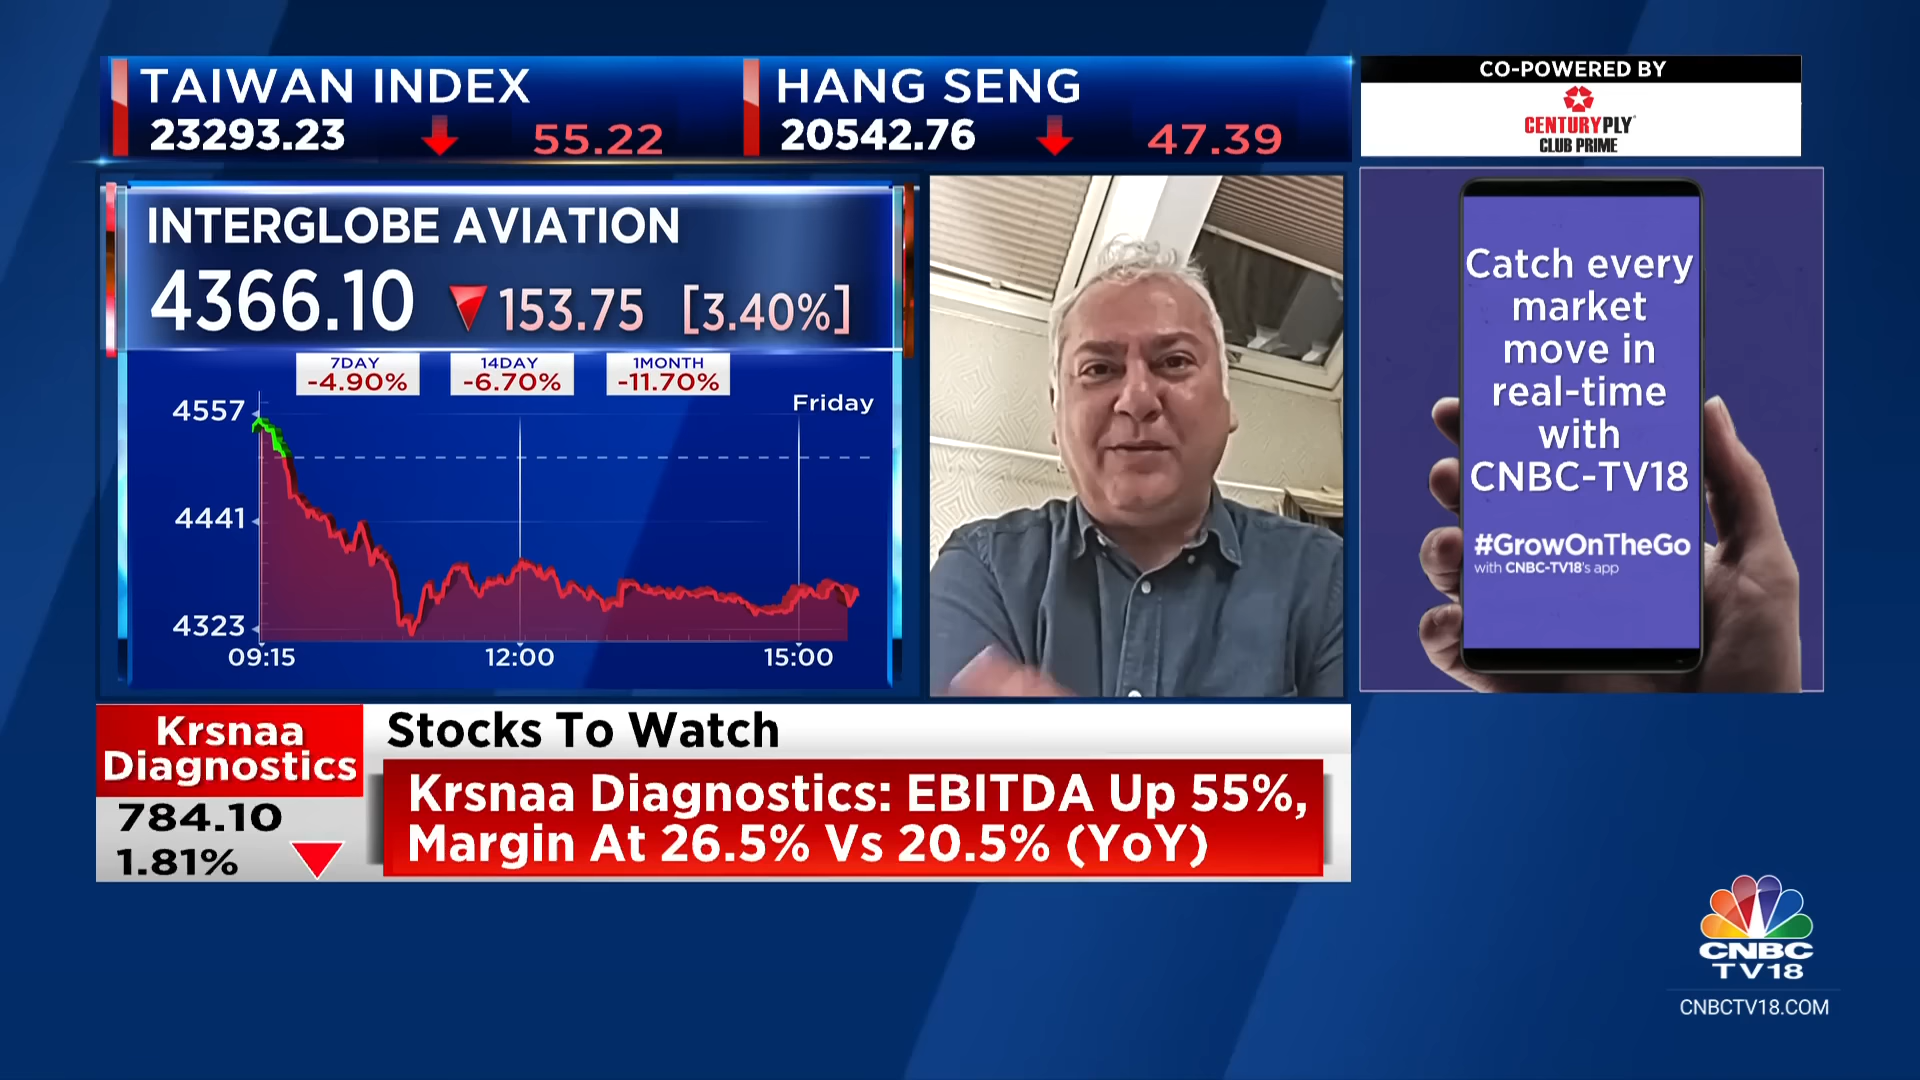 TAIWAN INDEX
23293.23 55.22
HANG SENG
20542.76 47.39
CO-POWERED BY
CENTURYPLY
CLUB PRIME
INTERGLOBE AVIATION
4366.10 153.75 [3.40%]
7DAY
-4.90%
14DAY
-6.70%
1MONTH
-11.70%
Friday
4557
4441
4323
09:15 12:00 15:00
Catch every
market
move in
real-time
with
CNBC-TV18
#GrowOnTheGo
with CNBC-TV18's app
Krsnaa
Diagnostics
784.10
1.81%
Stocks To Watch
Krsnaa Diagnostics: EBITDA Up 55%,
Margin At 26.5% Vs 20.5% (YoY)
CNBC
TV18
CNBCTV18.COM